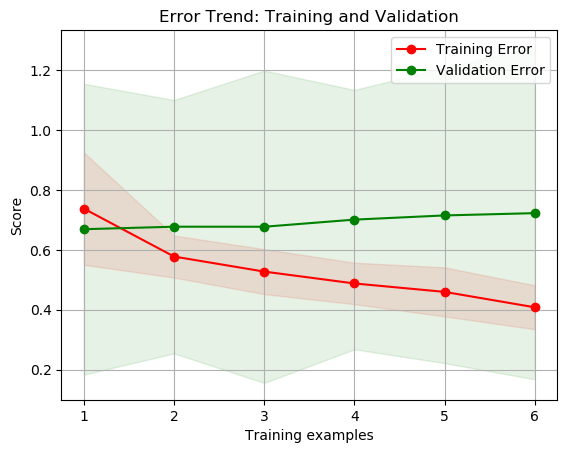 Error Trend: Training and Validation
Training Error
Validation Error
Score
1.2
1.0
0.8
0.6
0.4
0.2
1 2 3 4 5 6
Training examples